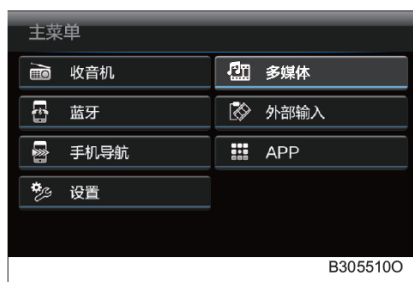 主菜单
收音机
多媒体
蓝牙
外部输入
手机导航
APP
设置
B305510O